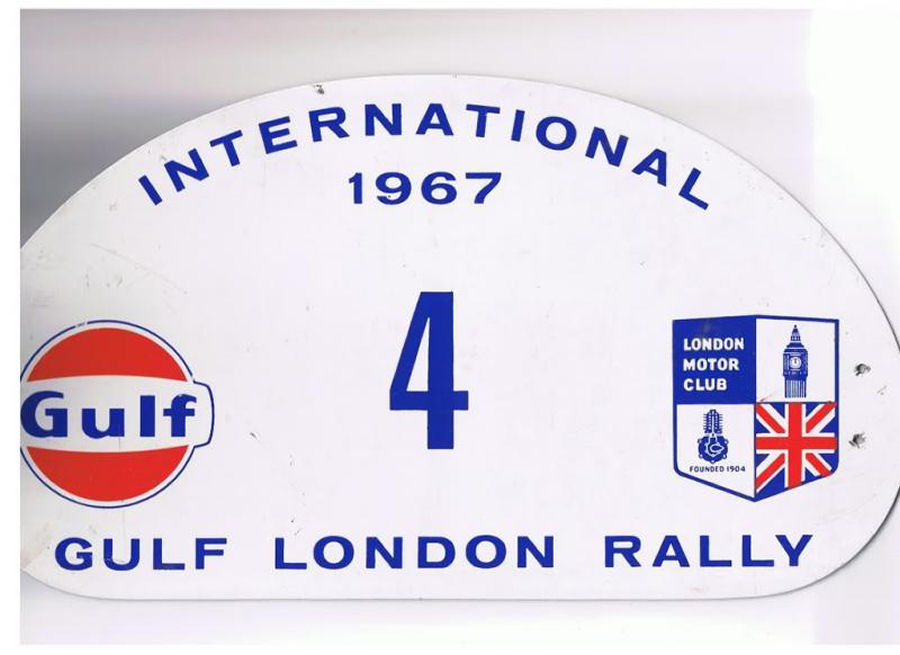 INTERNATIONAL
1967
4
Gulf
LONDON
MOTOR
CLUB
FOUNDED 1904
GULF LONDON RALLY